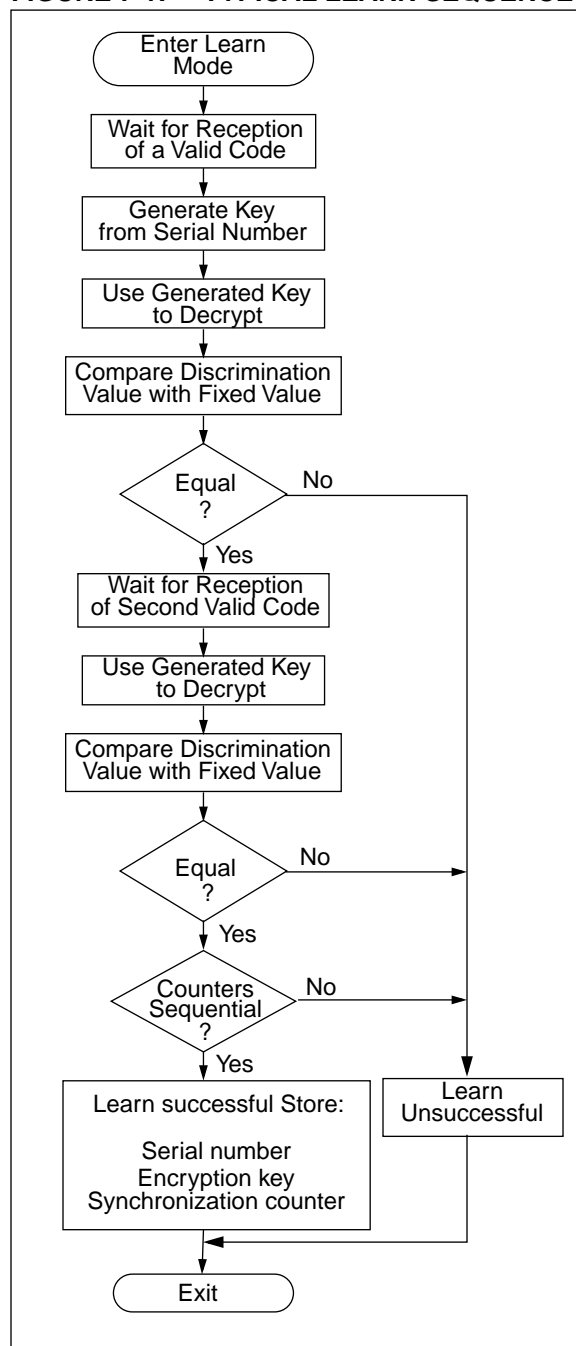 Enter Learn
Mode
Wait for Reception
of a Valid Code
Generate Key
from Serial Number
Use Generated Key
to Decrypt
Compare Discrimination
Value with Fixed Value
Equal
?
No
Yes
Wait for Reception
of Second Valid Code
Use Generated Key
to Decrypt
Compare Discrimination
Value with Fixed Value
Equal
?
No
Yes
Counters
Sequential
?
No
Yes
Learn successful Store:
Serial number
Encryption key
Synchronization counter
Learn
Unsuccessful
Exit